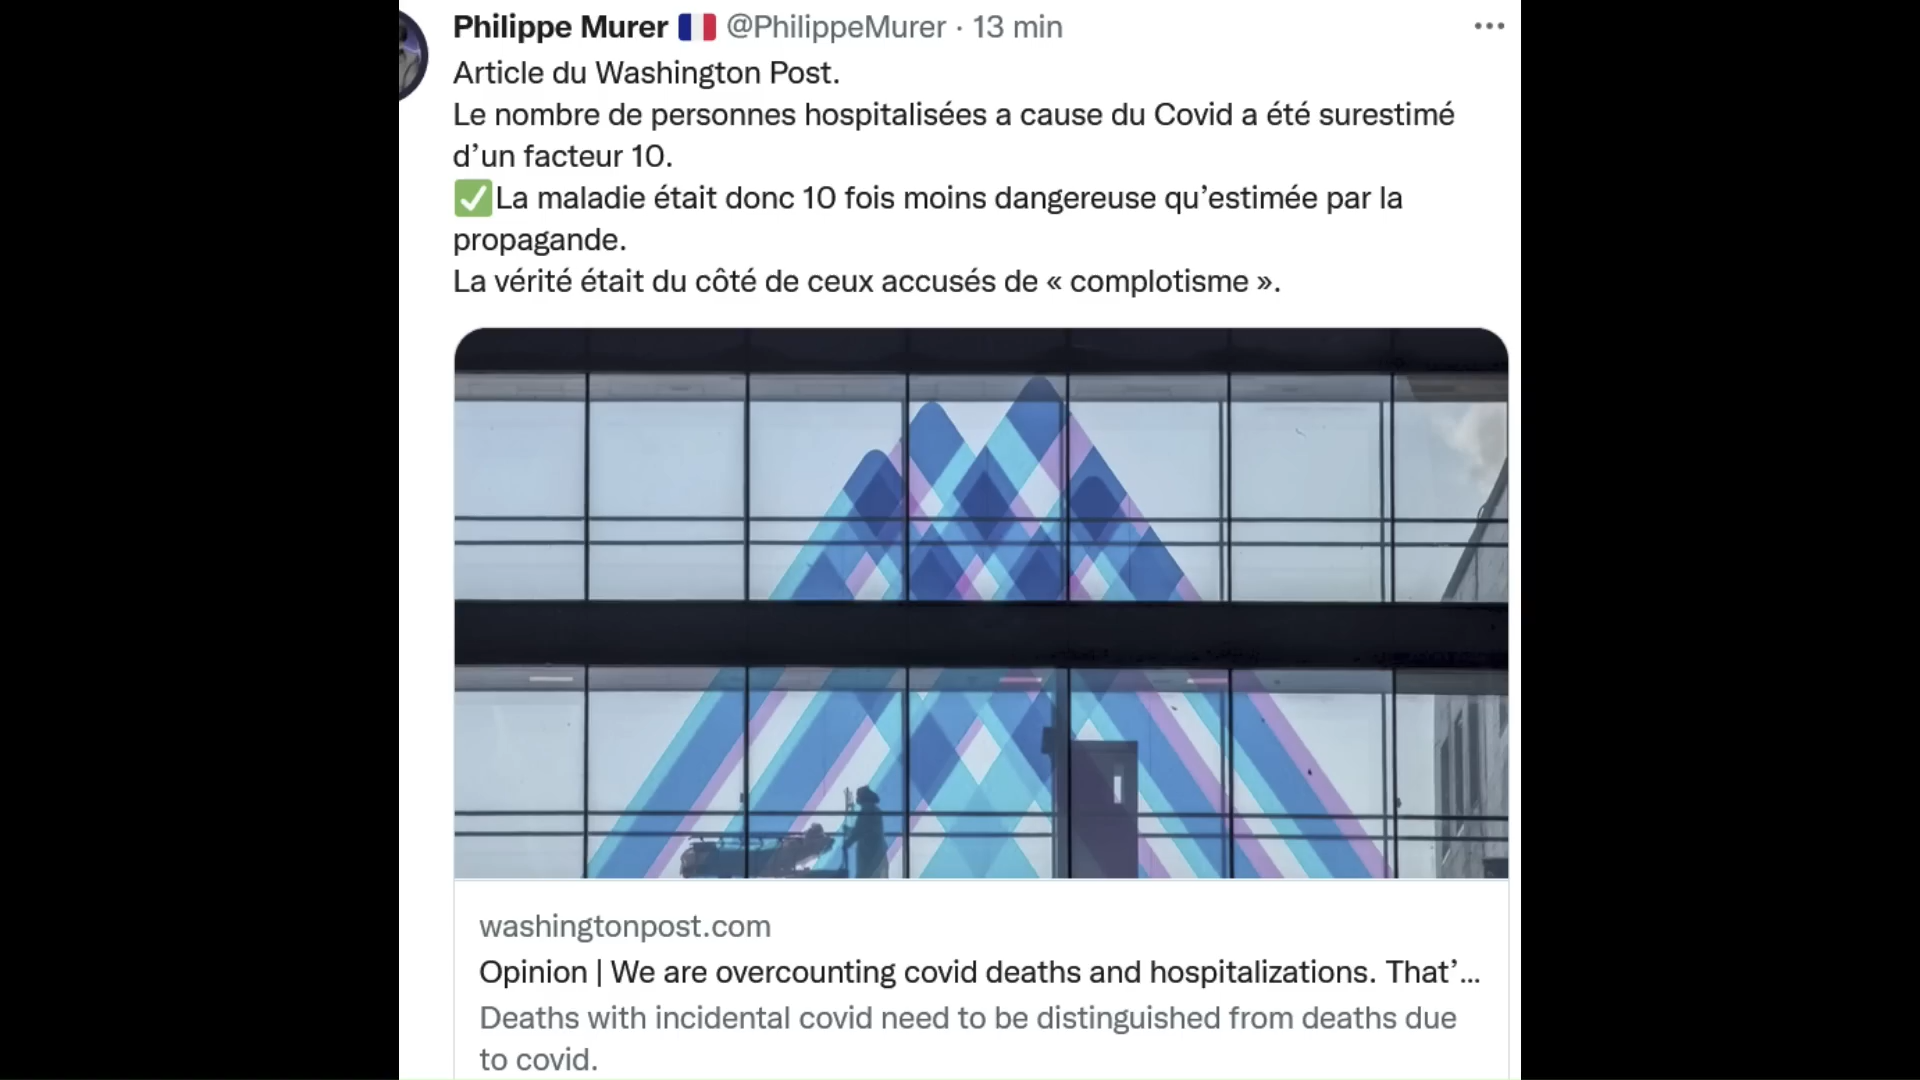 Philippe Murer 🇫🇷 @PhilippeMurer · 13 min
Article du Washington Post.
Le nombre de personnes hospitalisées a cause du Covid a été surestimé
d’un facteur 10.
✅La maladie était donc 10 fois moins dangereuse qu’estimée par la
propagande.
La vérité était du côté de ceux accusés de « complotisme ».
washingtonpost.com
Opinion | We are overcounting covid deaths and hospitalizations. That’...
Deaths with incidental covid need to be distinguished from deaths due
to covid.